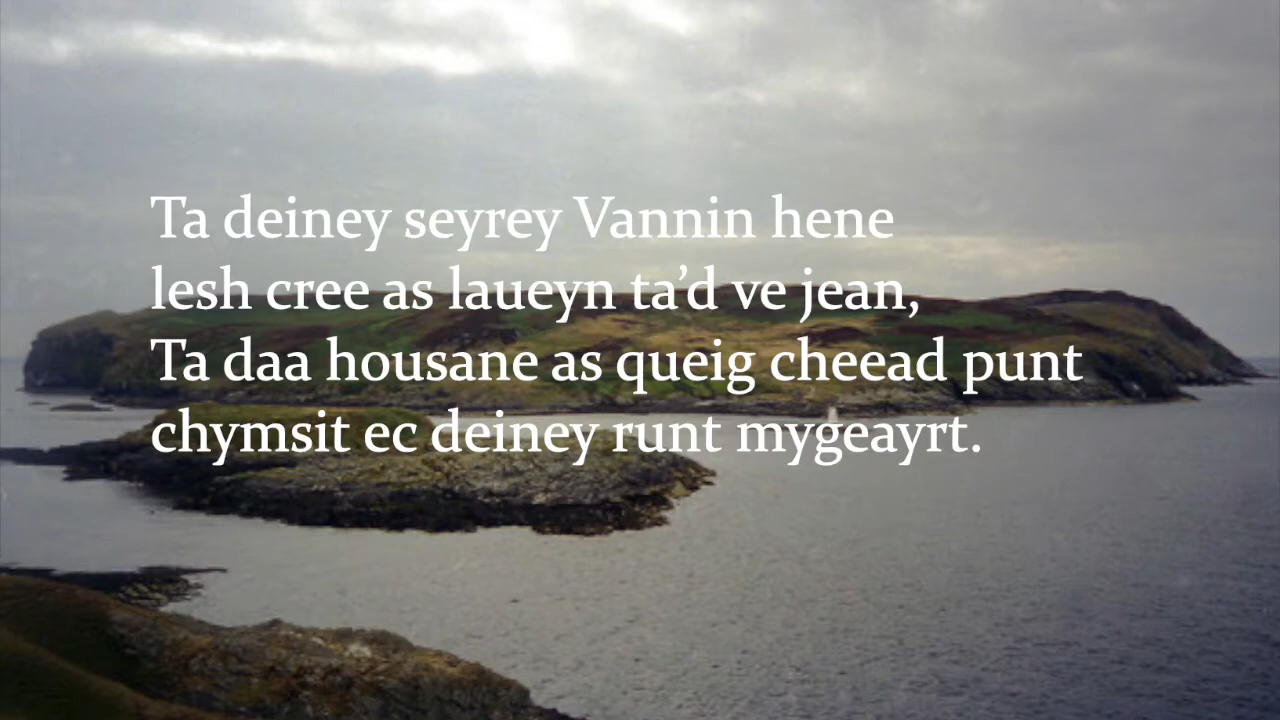 Ta deiney seyrey Vannin hene
lesh cree as laueyn ta’d ve jean,
Ta daa housane as queig cheead punt
chymsit ec deiney runt mygeayrt.